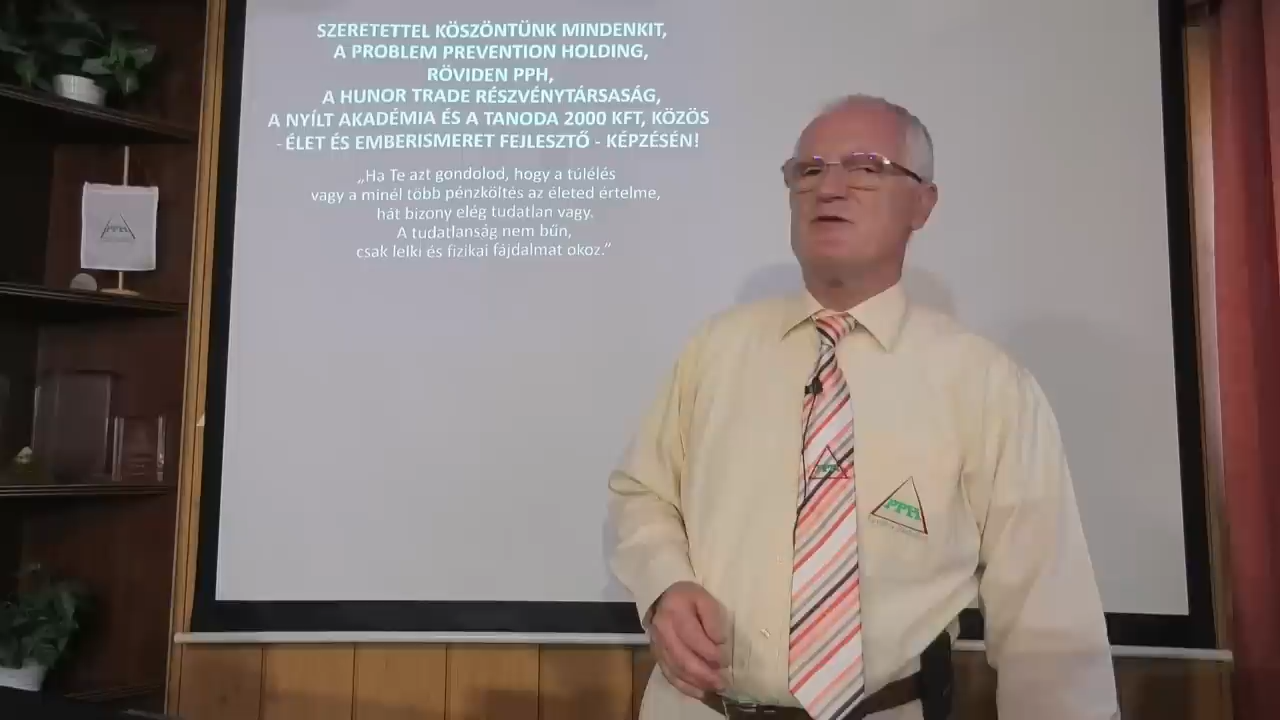 SZERETETTEL KÖSZÖNTÜNK MINDENKIT,
A PROBLEM PREVENTION HOLDING,
RÖVIDEN PPH,
A HUNOR TRADE RÉSZVÉNYTÁRSASÁG,
A NYÍLT AKADÉMIA ÉS A TANODA 2000 KFT, KÖZÖS
- ÉLET ÉS EMBERISMERET FEJLESZTŐ - KÉPZÉSÉN!
„Ha Te azt gondolod, hogy a túlélés
vagy a minél több pénzköltés az életed értelme,
hát bizony elég tudatlan vagy.
A tudatlanság nem bűn,
csak lelki és fizikai fájdalmat okoz.”
PPH
PPH
PPH